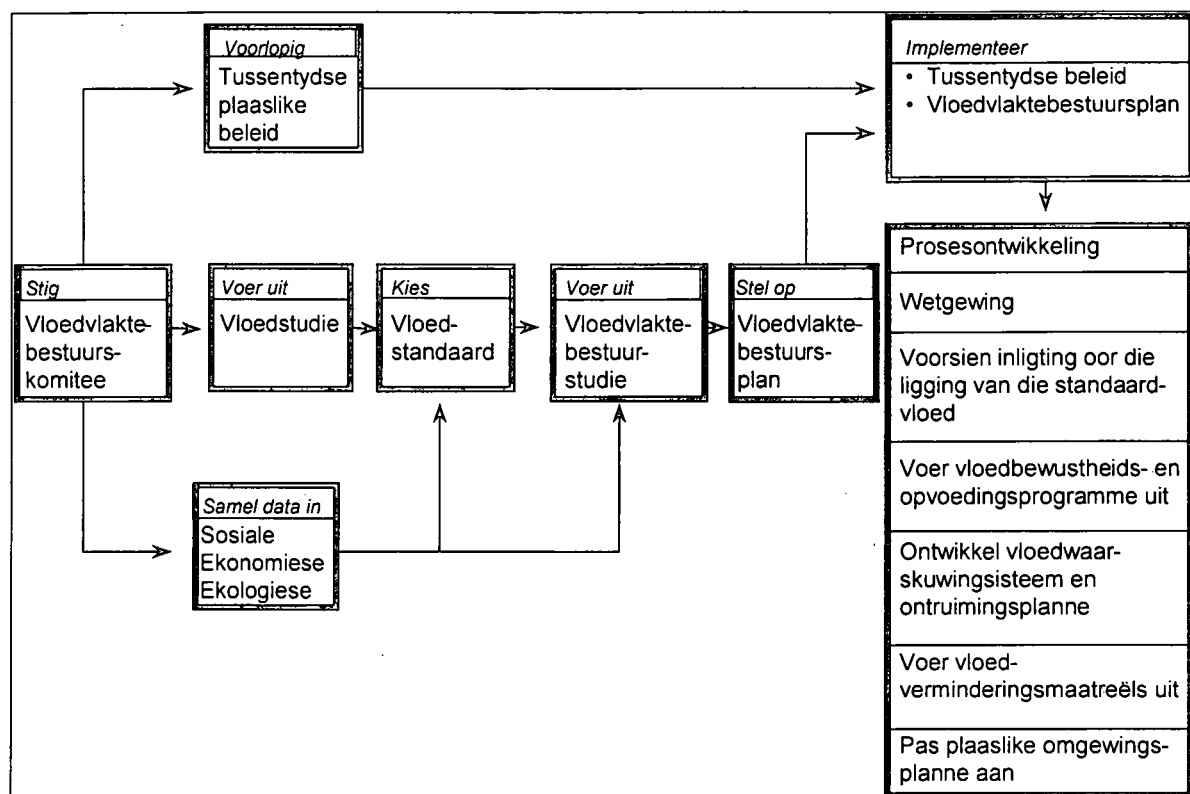 Voorlopig
Tussentydse
plaaslike
beleid
Implementeer
• Tussentydse beleid
• Vloedvlaktebestuursplan
Stig
Vloedvlakte-
bestuurs-
komitee
Voer uit
Vloedstudie
Kies
Vloed-
standaard
Voer uit
Vloedvlakte-
bestuur-
studie
Stel op
Vloedvlakte-
bestuurs-
plan
Samel data in
Sosiale
Ekonomiese
Ekologiese
Prosesontwikkeling
Wetgewing
Voorsien inligting oor die
ligging van die standaard-
vloed
Voer vloedbewustheids- en
opvoedingsprogramme uit
Ontwikkel vloedwaar-
skuwingsisteem en
ontruimingsplanne
Voer vloed-
verminderingsmaatreëls uit
Pas plaaslike omgewings-
planne aan